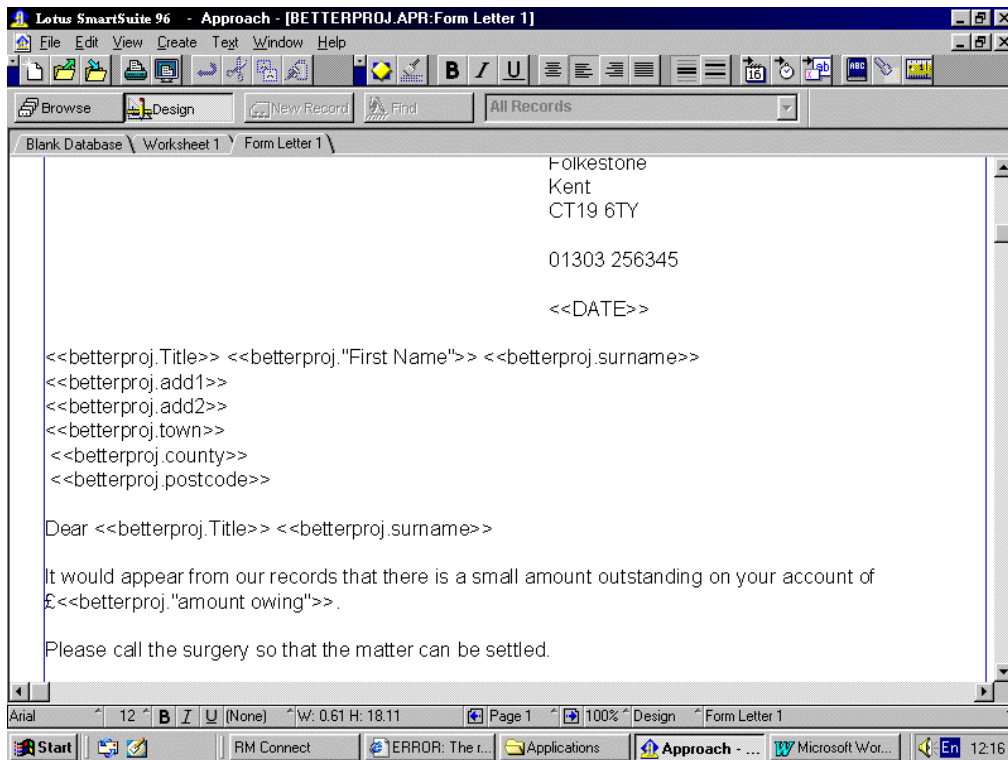 Lotus SmartSuite 96 - Approach - [BETTERPROJ.APR:Form Letter 1]
File Edit View Create Text Window Help
B I U 16 ab ABC
Browse Design New Record Find All Records
Blank Database Worksheet 1 Form Letter 1
Folkestone
Kent
CT19 6TY
01303 256345
<<DATE>>
<<betterproj.Title>> <<betterproj."First Name">> <<betterproj.surname>>
<<betterproj.add1>>
<<betterproj.add2>>
<<betterproj.town>>
<<betterproj.county>>
<<betterproj.postcode>>
Dear <<betterproj.Title>> <<betterproj.surname>>
It would appear from our records that there is a small amount outstanding on your account of
£<<betterproj."amount owing">>.
Please call the surgery so that the matter can be settled.
Arial 12 B I U (None) W: 0.61 H: 18.11 Page 1 100% Design Form Letter 1
Start RM Connect ERROR: The r... Applications Approach - ... Microsoft Wor... En 12:16